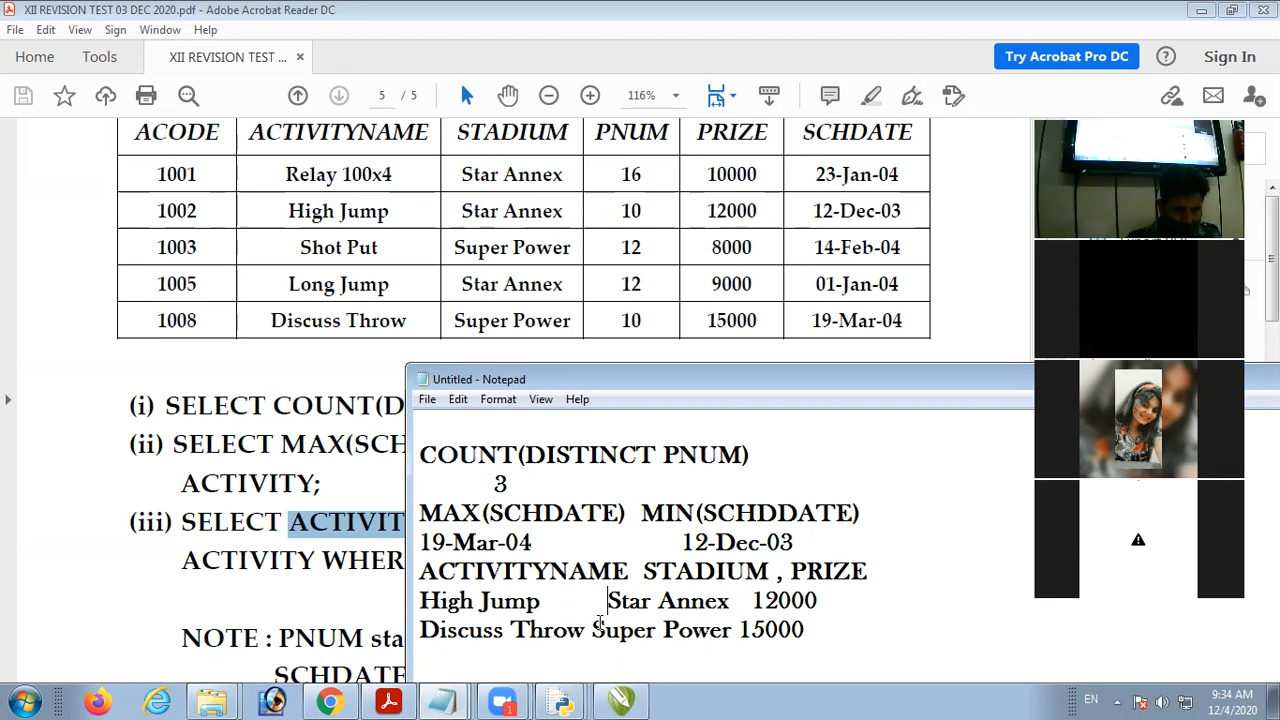 XII REVISION TEST 03 DEC 2020.pdf - Adobe Acrobat Reader DC
File Edit View Sign Window Help
Home Tools XII REVISION TEST ... × Try Acrobat Pro DC Sign In
5 / 5 116%
ACODE ACTIVITYNAME STADIUM PNUM PRIZE SCHDATE
1001 Relay 100x4 Star Annex 16 10000 23-Jan-04
1002 High Jump Star Annex 10 12000 12-Dec-03
1003 Shot Put Super Power 12 8000 14-Feb-04
1005 Long Jump Star Annex 12 9000 01-Jan-04
1008 Discuss Throw Super Power 10 15000 19-Mar-04
(i) SELECT COUNT(D
(ii) SELECT MAX(SCH
ACTIVITY;
(iii) SELECT ACTIVIT
ACTIVITY WHER
NOTE : PNUM sta
SCHDATE
Untitled - Notepad
File Edit Format View Help
COUNT(DISTINCT PNUM)
3
MAX(SCHDATE) MIN(SCHDDATE)
19-Mar-04 12-Dec-03
ACTIVITYNAME STADIUM , PRIZE
High Jump Star Annex 12000
Discuss Throw Super Power 15000
EN 9:34 AM
12/4/2020